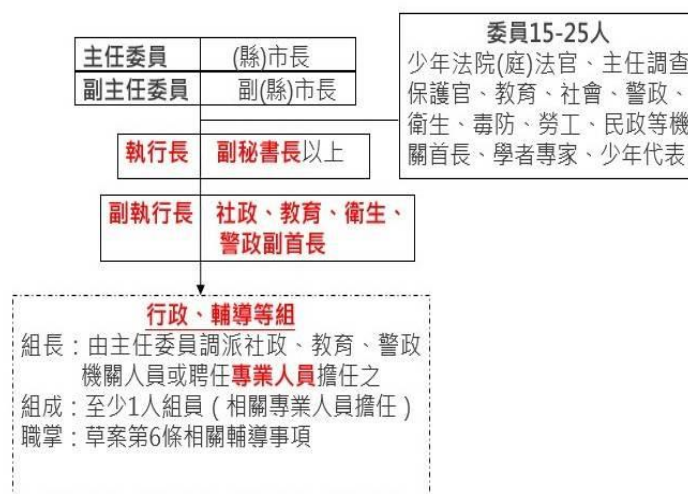 委員15-25人
少年法院(庭)法官、主任調查
保護官、教育、社會、警政、
衛生、毒防、勞工、民政等機
關首長、學者專家、少年代表
主任委員 (縣)市長
副主任委員 副(縣)市長
執行長 副秘書長以上
副執行長 社政、教育、衛生、
警政副首長
行政、輔導等組
組長：由主任委員調派社政、教育、警政
機關人員或聘任專業人員擔任之
組成：至少1人組員（相關專業人員擔任）
職掌：草案第6條相關輔導事項